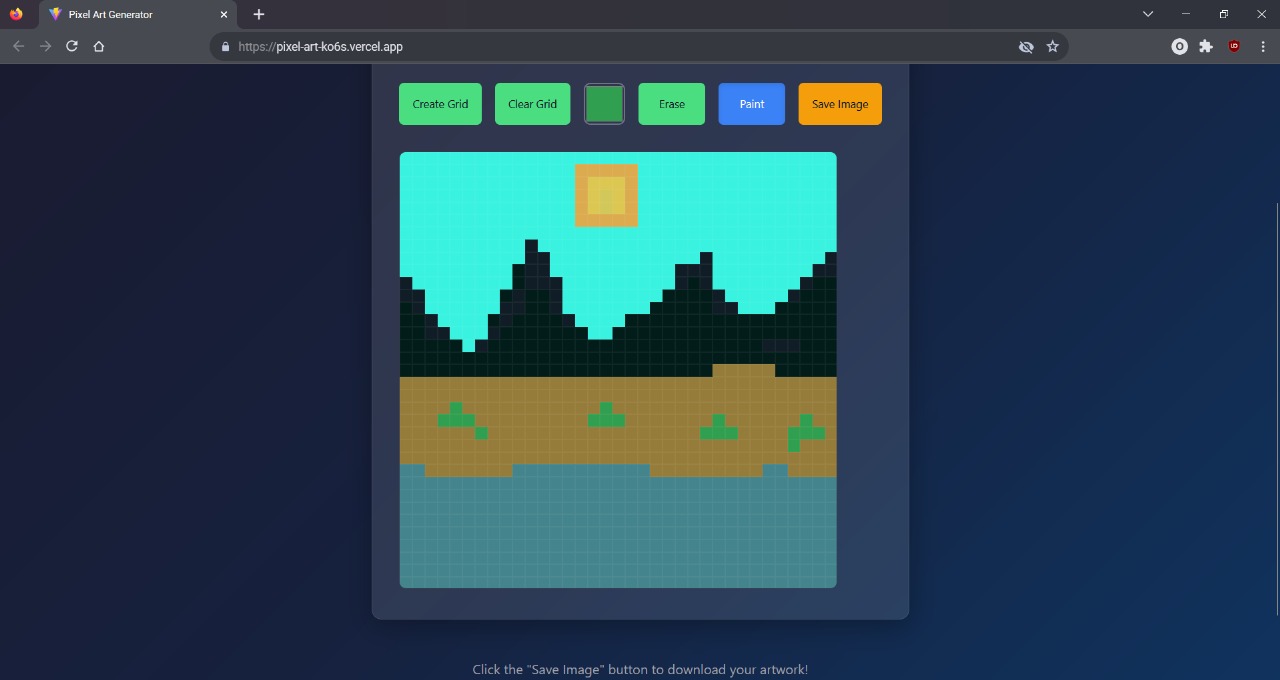 Pixel Art Generator
https://pixel-art-ko6s.vercel.app
Create Grid
Clear Grid
Erase
Paint
Save Image
Click the "Save Image" button to download your artwork!